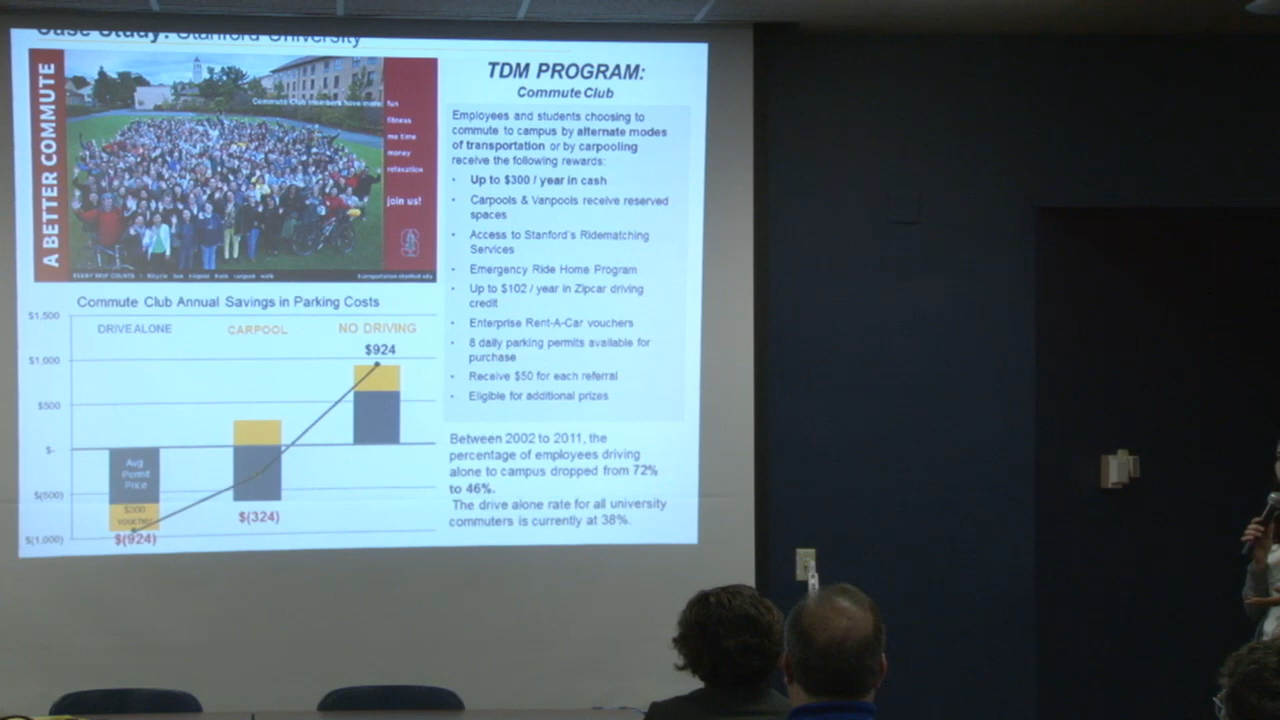 Case Study: Stanford University
A BETTER COMMUTE
Commute Club members have more fun
fitness
me time
money
relaxation
join us!
EVERY TRIP COUNTS
transportation.stanford.edu
TDM PROGRAM:
Commute Club
Employees and students choosing to
commute to campus by alternate modes
of transportation or by carpooling
receive the following rewards:
• Up to $300 / year in cash
• Carpools & Vanpools receive reserved
spaces
• Access to Stanford's Ridematching
Services
• Emergency Ride Home Program
• Up to $102 / year in Zipcar driving
credit
• Enterprise Rent-A-Car vouchers
• 8 daily parking permits available for
purchase
• Receive $50 for each referral
• Eligible for additional prizes
Between 2002 to 2011, the
percentage of employees driving
alone to campus dropped from 72%
to 46%.
The drive alone rate for all university
commuters is currently at 38%.
Commute Club Annual Savings in Parking Costs
$1,500
DRIVE ALONE
CARPOOL
NO DRIVING
$924
$1,000
$500
$-
Avg
Permit
Price
$(500)
$300
voucher
$(324)
$(1,000)
$(924)